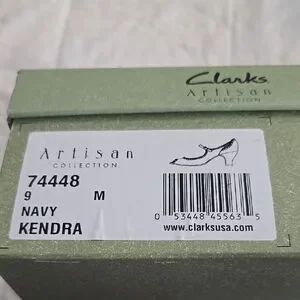 Clarks
Artisan
COLLECTION
Artisan
COLLECTION
74448
9 M
NAVY
KENDRA
0 53448 45563 5
www.clarksusa.com